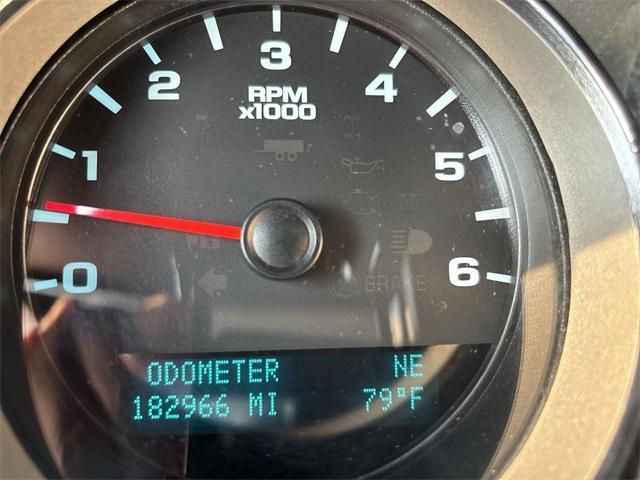 3
2
4
RPM
x1000
1
5
0
6
BRAKE
ODOMETER NE
182966 MI 79°F